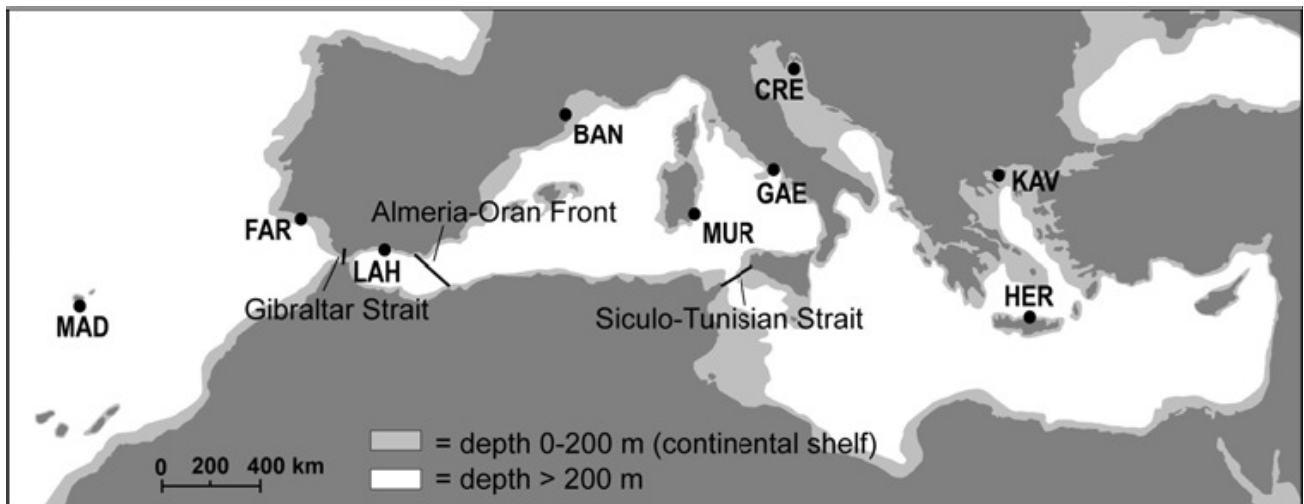 CRE
BAN
KAV
GAE
FAR
Almeria-Oran Front
MUR
LAH
HER
MAD
Gibraltar Strait
Siculo-Tunisian Strait
= depth 0-200 m (continental shelf)
0 200 400 km
= depth > 200 m